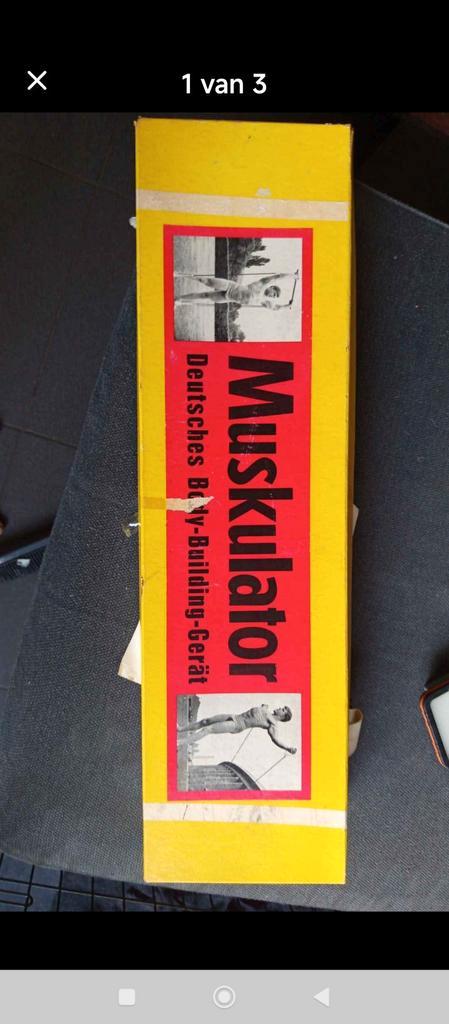 1 van 3
Muskulator
Deutsches Body-Building-Gerät